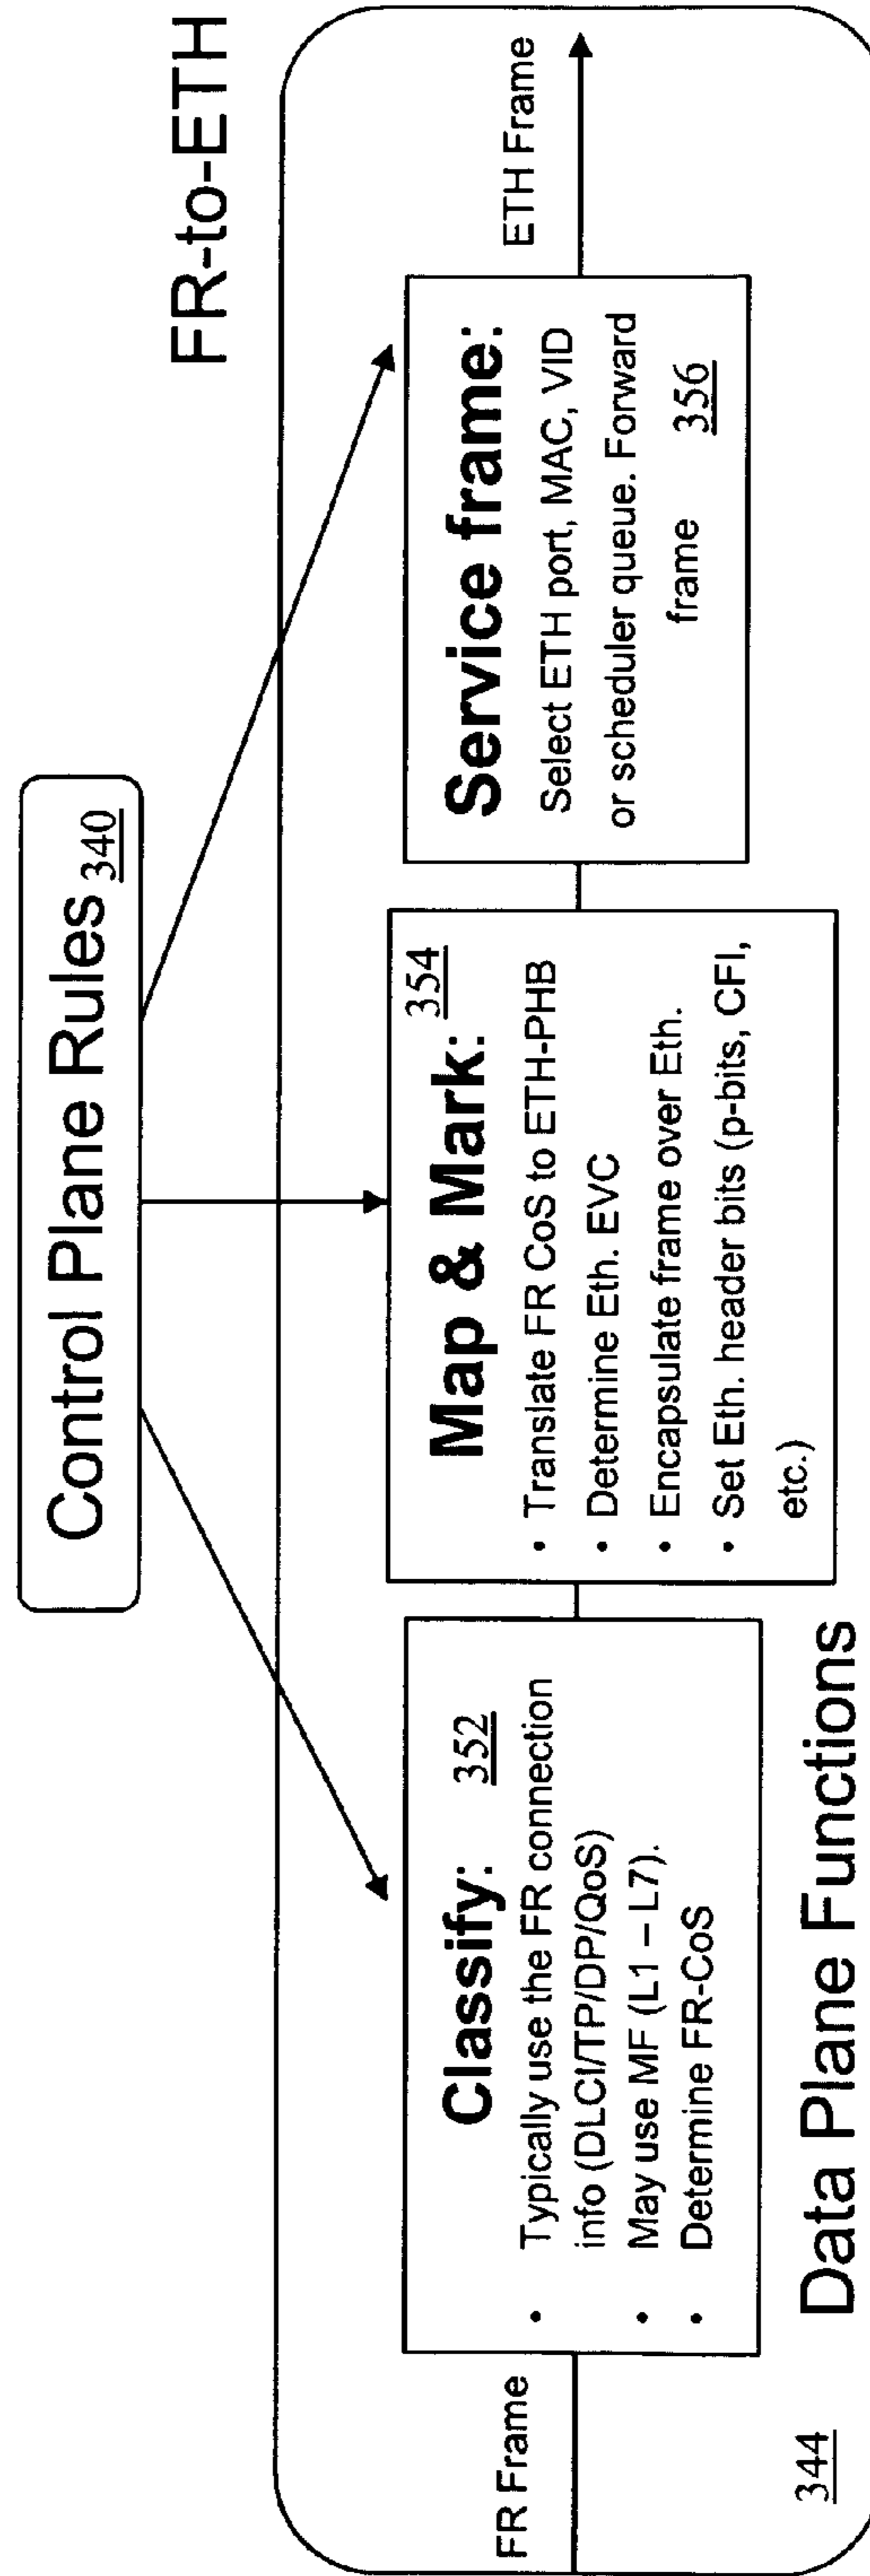 Control Plane Rules 340
FR-to-ETH
FR Frame
Classify: 352
• Typically use the FR connection
info (DLCI/TP/DP/QoS)
• May use MF (L1 – L7).
• Determine FR-CoS
354
Map & Mark:
• Translate FR CoS to ETH-PHB
• Determine Eth. EVC
• Encapsulate frame over Eth.
• Set Eth. header bits (p-bits, CFI,
etc.)
Service frame:
Select ETH port, MAC, VID
or scheduler queue. Forward
frame 356
ETH Frame
344 Data Plane Functions